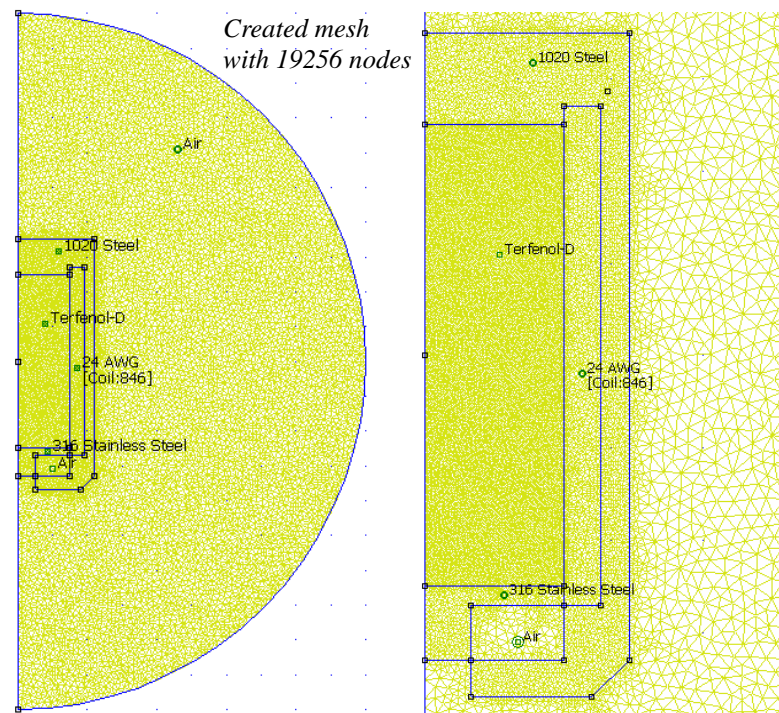 Created mesh
with 19256 nodes
Air
1020 Steel
Terfenol-D
24 AWG
[Coil:846]
316 Stainless Steel
Air
1020 Steel
Terfenol-D
24 AWG
[Coil:846]
316 Stainless Steel
Air